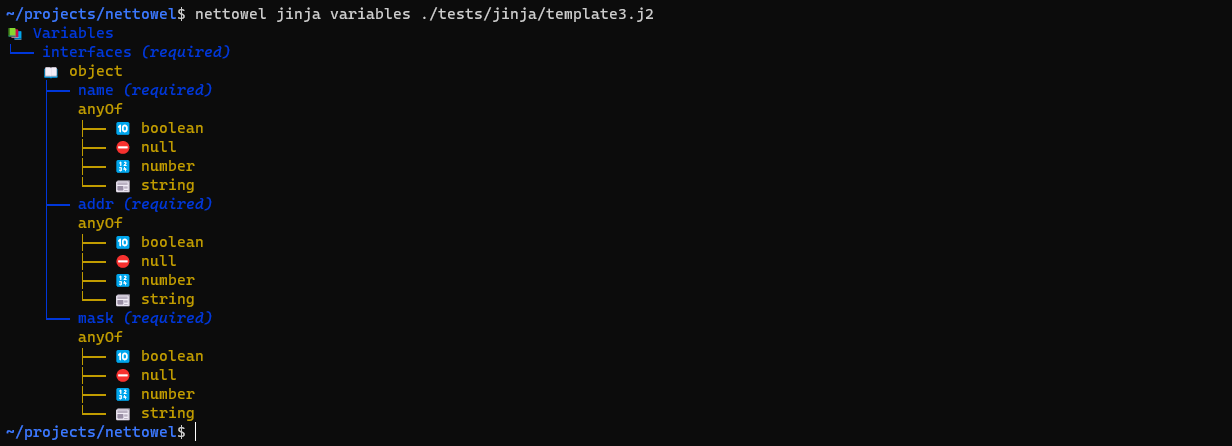 ~/projects/nettowel$ nettowel jinja variables ./tests/jinja/template3.j2
📚 Variables
└── interfaces (required)
    📖 object
    ├── name (required)
    │   anyOf
    │   ├── 🔟 boolean
    │   ├── ⛔ null
    │   ├── 🔢 number
    │   └── 📰 string
    ├── addr (required)
    │   anyOf
    │   ├── 🔟 boolean
    │   ├── ⛔ null
    │   ├── 🔢 number
    │   └── 📰 string
    └── mask (required)
        anyOf
        ├── 🔟 boolean
        ├── ⛔ null
        ├── 🔢 number
        └── 📰 string
~/projects/nettowel$